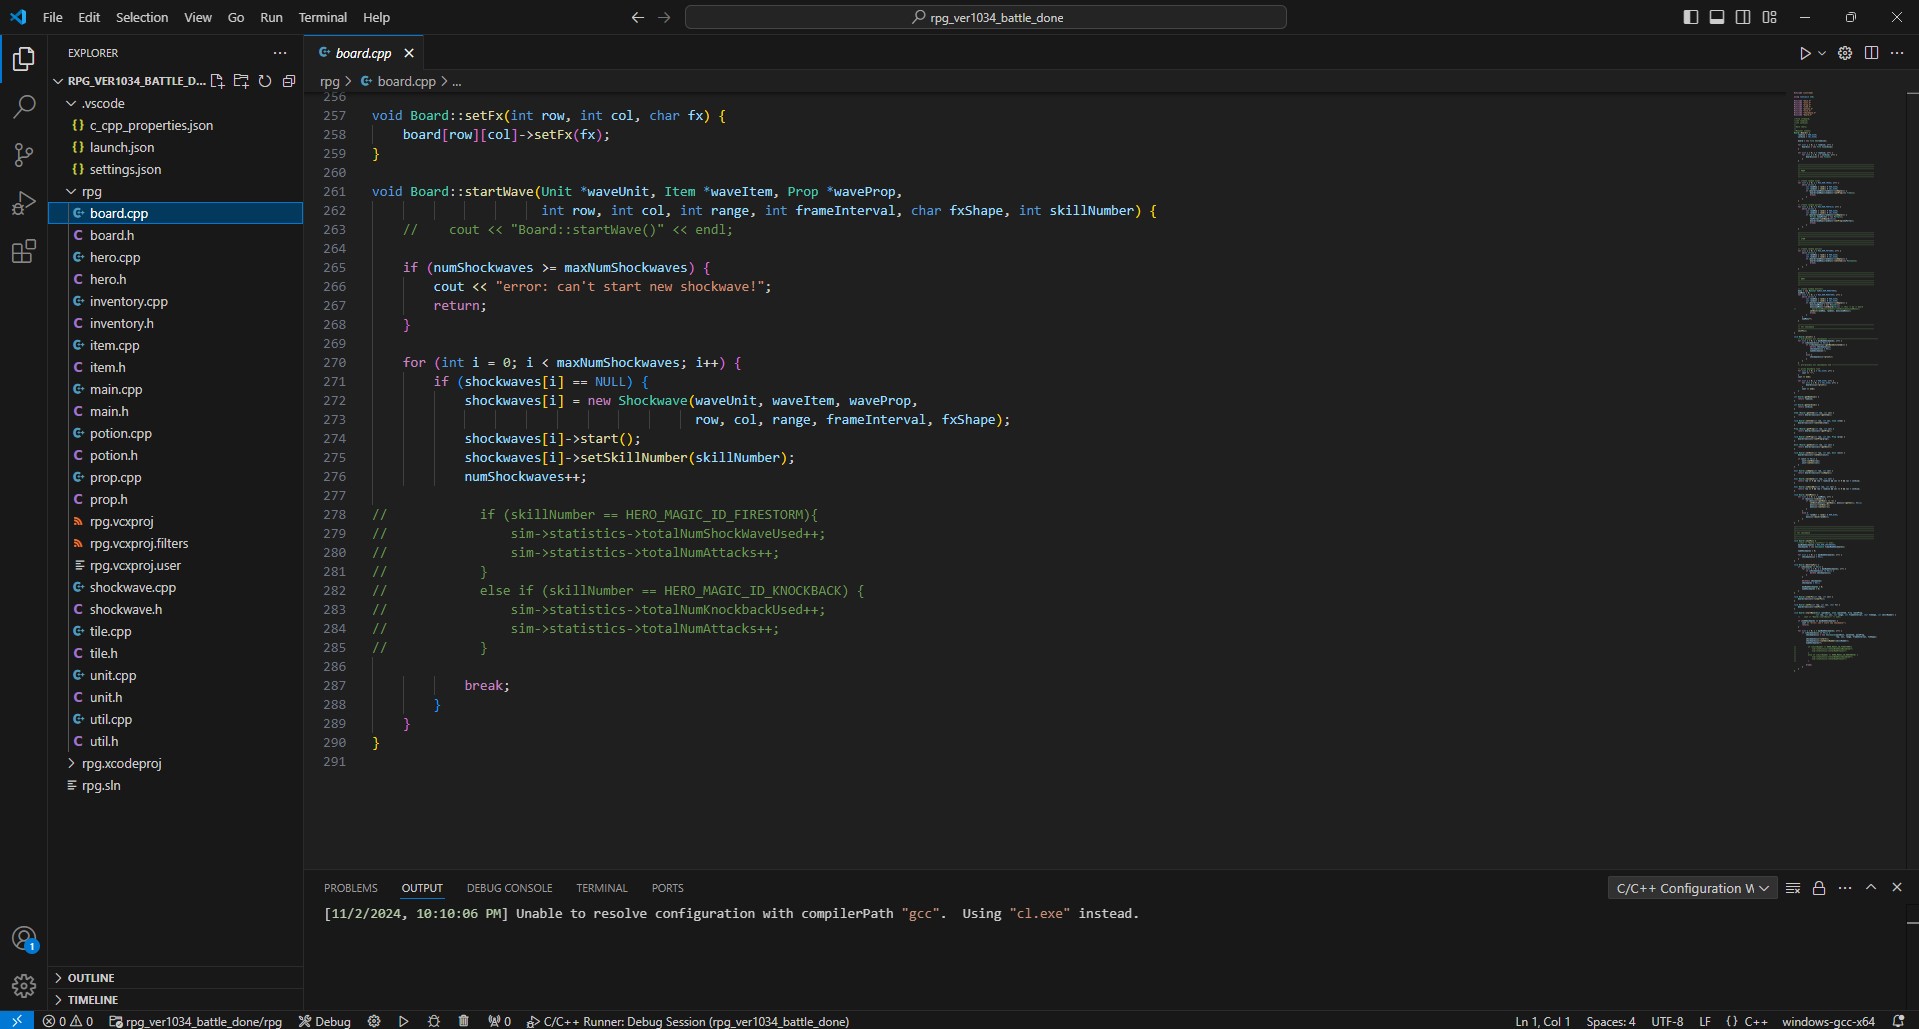 File Edit Selection View Go Run Terminal Help
rpg_ver1034_battle_done
EXPLORER
RPG_VER1034_BATTLE_D...
.vscode
c_cpp_properties.json
launch.json
settings.json
rpg
board.cpp
board.h
hero.cpp
hero.h
inventory.cpp
inventory.h
item.cpp
item.h
main.cpp
main.h
potion.cpp
potion.h
prop.cpp
prop.h
rpg.vcxproj
rpg.vcxproj.filters
rpg.vcxproj.user
shockwave.cpp
shockwave.h
tile.cpp
tile.h
unit.cpp
unit.h
util.cpp
util.h
rpg.xcodeproj
rpg.sln
OUTLINE
TIMELINE
board.cpp
rpg > board.cpp > ...
256
257 void Board::setFx(int row, int col, char fx) {
258 board[row][col]->setFx(fx);
259 }
260
261 void Board::startWave(Unit *waveUnit, Item *waveItem, Prop *waveProp,
262 int row, int col, int range, int frameInterval, char fxShape, int skillNumber) {
263 // cout << "Board::startWave()" << endl;
264
265 if (numShockwaves >= maxNumShockwaves) {
266 cout << "error: can't start new shockwave!";
267 return;
268 }
269
270 for (int i = 0; i < maxNumShockwaves; i++) {
271 if (shockwaves[i] == NULL) {
272 shockwaves[i] = new Shockwave(waveUnit, waveItem, waveProp,
273 row, col, range, frameInterval, fxShape);
274 shockwaves[i]->start();
275 shockwaves[i]->setSkillNumber(skillNumber);
276 numShockwaves++;
277
278 // if (skillNumber == HERO_MAGIC_ID_FIRESTORM){
279 // sim->statistics->totalNumShockWaveUsed++;
280 // sim->statistics->totalNumAttacks++;
281 // }
282 // else if (skillNumber == HERO_MAGIC_ID_KNOCKBACK) {
283 // sim->statistics->totalNumKnockbackUsed++;
284 // sim->statistics->totalNumAttacks++;
285 // }
286
287 break;
288 }
289 }
290 }
291
PROBLEMS OUTPUT DEBUG CONSOLE TERMINAL PORTS
C/C++ Configuration W
[11/2/2024, 10:10:06 PM] Unable to resolve configuration with compilerPath "gcc".  Using "cl.exe" instead.
1
0 0 rpg_ver1034_battle_done/rpg Debug 0 C/C++ Runner: Debug Session (rpg_ver1034_battle_done) Ln 1, Col 1 Spaces: 4 UTF-8 LF {} C++ windows-gcc-x64